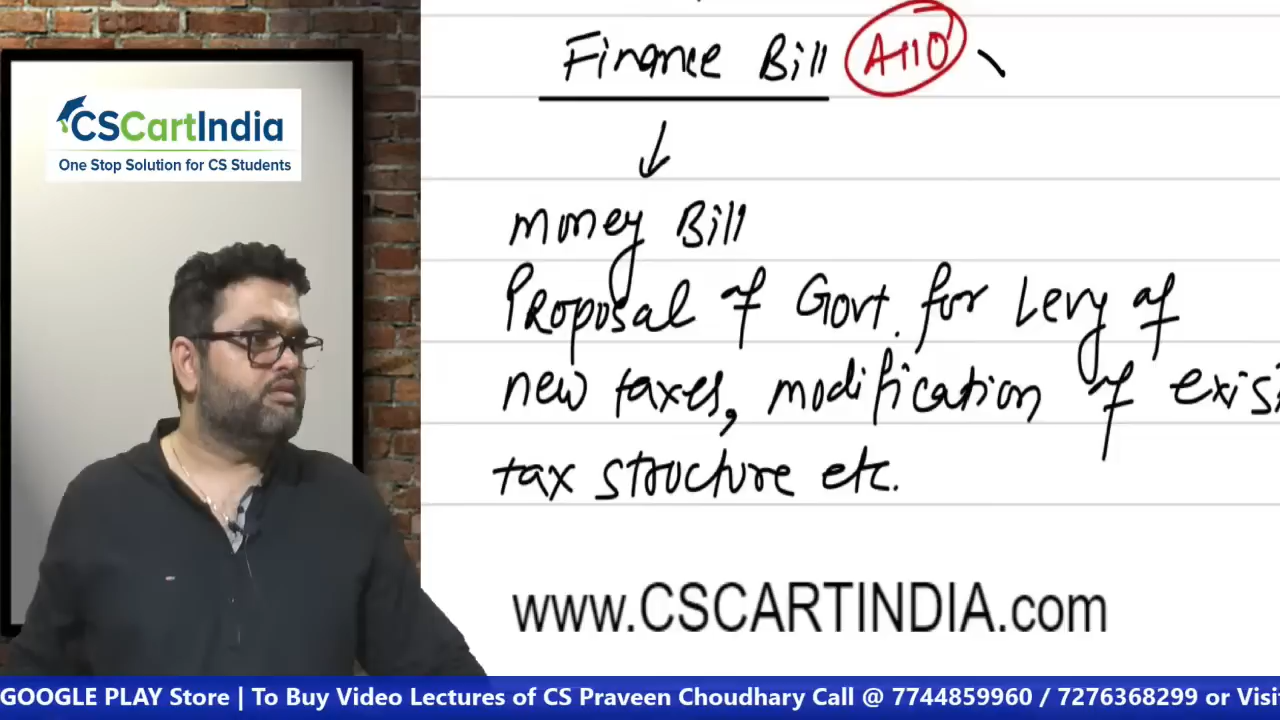 CSCartIndia
One Stop Solution for CS Students
Finance Bill A-110
Money Bill
Proposal of Govt. for Levy of
new taxes, modification of exis
tax structure etc.
www.CSCARTINDIA.com
GOOGLE PLAY Store | To Buy Video Lectures of CS Praveen Choudhary Call @ 7744859960 / 7276368299 or Visi